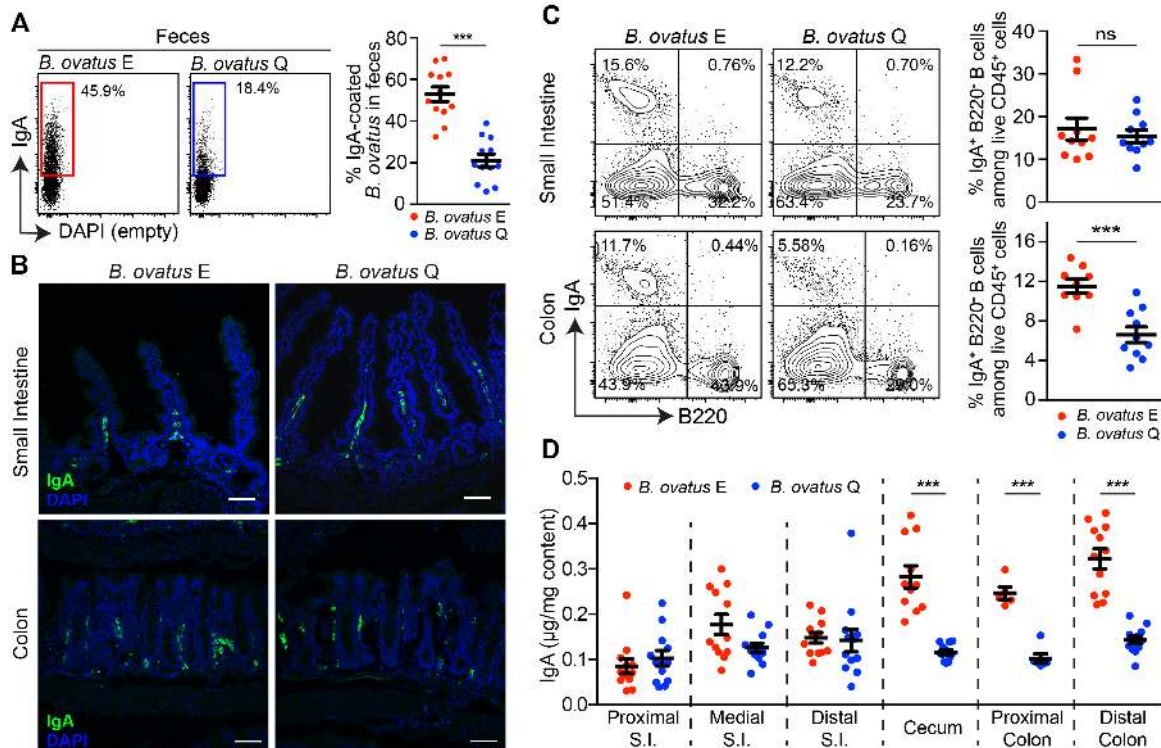 A
Feces
B. ovatus E
B. ovatus Q
45.9%
18.4%
IgA
DAPI (empty)
% IgA-coated
B. ovatus in feces
***
80
60
40
20
0
B. ovatus E
B. ovatus Q
B
B. ovatus E
B. ovatus Q
Small Intestine
IgA
DAPI
Colon
IgA
DAPI
C
B. ovatus E
B. ovatus Q
Small Intestine
15.6%
0.76%
12.2%
0.70%
51.4%
32.2%
63.4%
23.7%
Colon
11.7%
0.44%
5.58%
0.16%
43.9%
43.9%
65.3%
29.0%
IgA
B220
% IgA+ B220- B cells
among live CD45+ cells
ns
40
30
20
10
0
% IgA+ B220- B cells
among live CD45+ cells
***
16
12
8
4
0
B. ovatus E
B. ovatus Q
D
B. ovatus E
B. ovatus Q
***
***
***
IgA (µg/mg content)
0.5
0.4
0.3
0.2
0.1
0.0
Proximal
S.I.
Medial
S.I.
Distal
S.I.
Cecum
Proximal
Colon
Distal
Colon